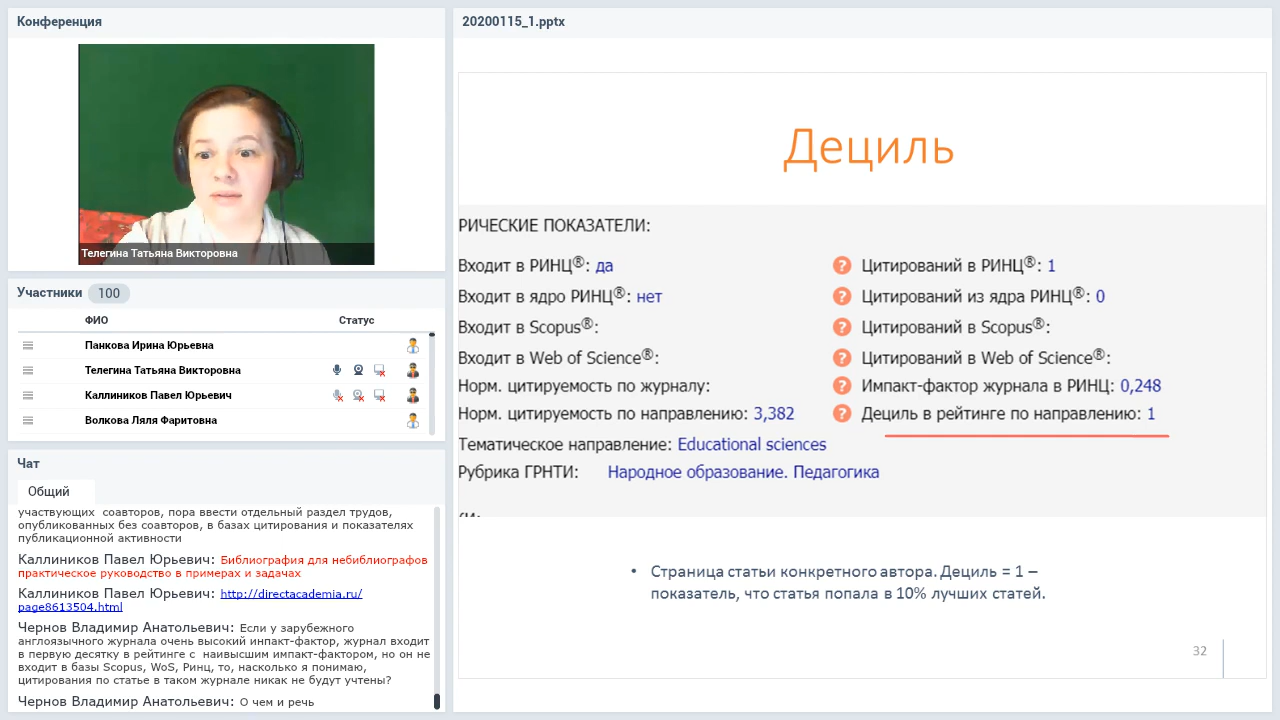 Конференция
Телегина Татьяна Викторовна
Участники 100
ФИО Статус
Панкова Ирина Юрьевна
Телегина Татьяна Викторовна
Каллиников Павел Юрьевич
Волкова Ляля Фаритовна
Чат
Общий
участвующих соавторов, пора ввести отдельный раздел трудов,
опубликованных без соавторов, в базах цитирования и показателях
публикационной активности
Каллиников Павел Юрьевич: Библиография для небиблиографов
практическое руководство в примерах и задачах
Каллиников Павел Юрьевич: http://directacademia.ru/
page8613504.html
Чернов Владимир Анатольевич: Если у зарубежного
англоязычного журнала очень высокий инпакт-фактор, журнал входит
в первую десятку в рейтинге с наивысшим импакт-фактором, но он не
входит в базы Scopus, WoS, Ринц, то, насколько я понимаю,
цитирования по статье в таком журнале никак не будут учтены?
Чернов Владимир Анатольевич: О чем и речь
20200115_1.pptx
Дециль
РИЧЕСКИЕ ПОКАЗАТЕЛИ:
Входит в РИНЦ®: да ? Цитирований в РИНЦ®: 1
Входит в ядро РИНЦ®: нет ? Цитирований из ядра РИНЦ®: 0
Входит в Scopus®: ? Цитирований в Scopus®:
Входит в Web of Science®: ? Цитирований в Web of Science®:
Норм. цитируемость по журналу: ? Импакт-фактор журнала в РИНЦ: 0,248
Норм. цитируемость по направлению: 3,382 ? Дециль в рейтинге по направлению: 1
Тематическое направление: Educational sciences
Рубрика ГРНТИ: Народное образование. Педагогика
• Страница статьи конкретного автора. Дециль = 1 –
показатель, что статья попала в 10% лучших статей.
32